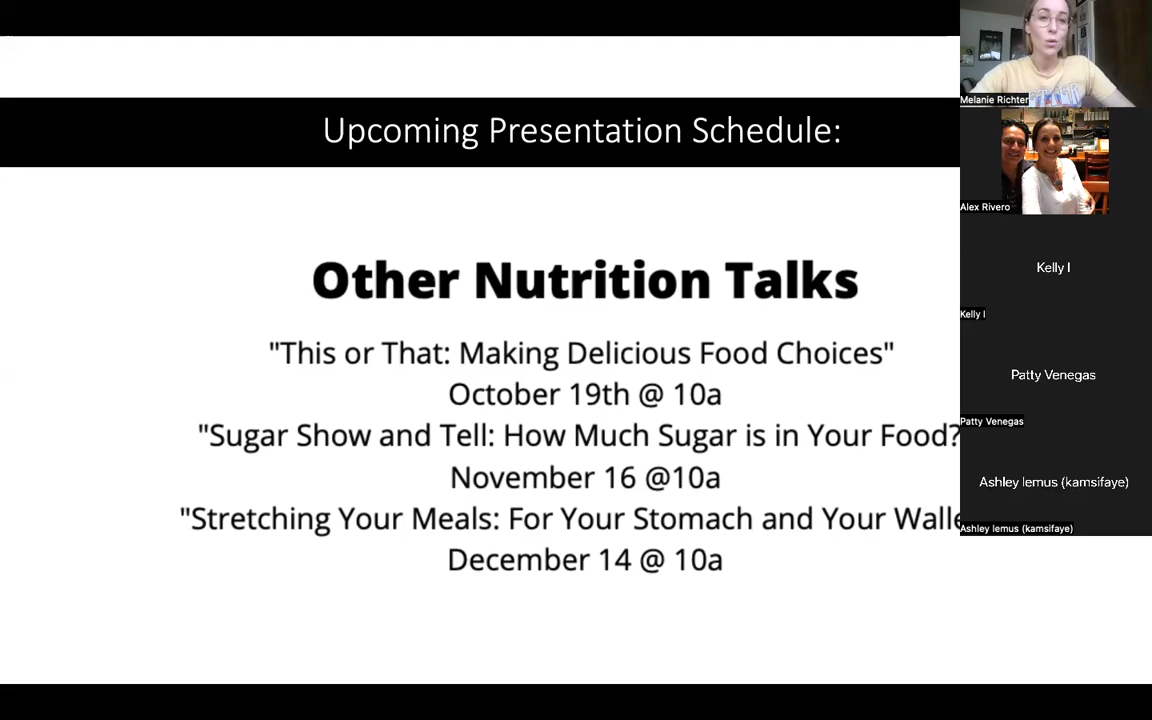 Upcoming Presentation Schedule:
Other Nutrition Talks
"This or That: Making Delicious Food Choices"
October 19th @ 10a
"Sugar Show and Tell: How Much Sugar is in Your Food?
November 16 @10a
"Stretching Your Meals: For Your Stomach and Your
December 14 @ 10a
Melanie Richter
Alex Rivero
Kelly I
Kelly I
Patty Venegas
Patty Venegas
Ashley lemus (kamsifaye)
Ashley lemus (kamsifaye)